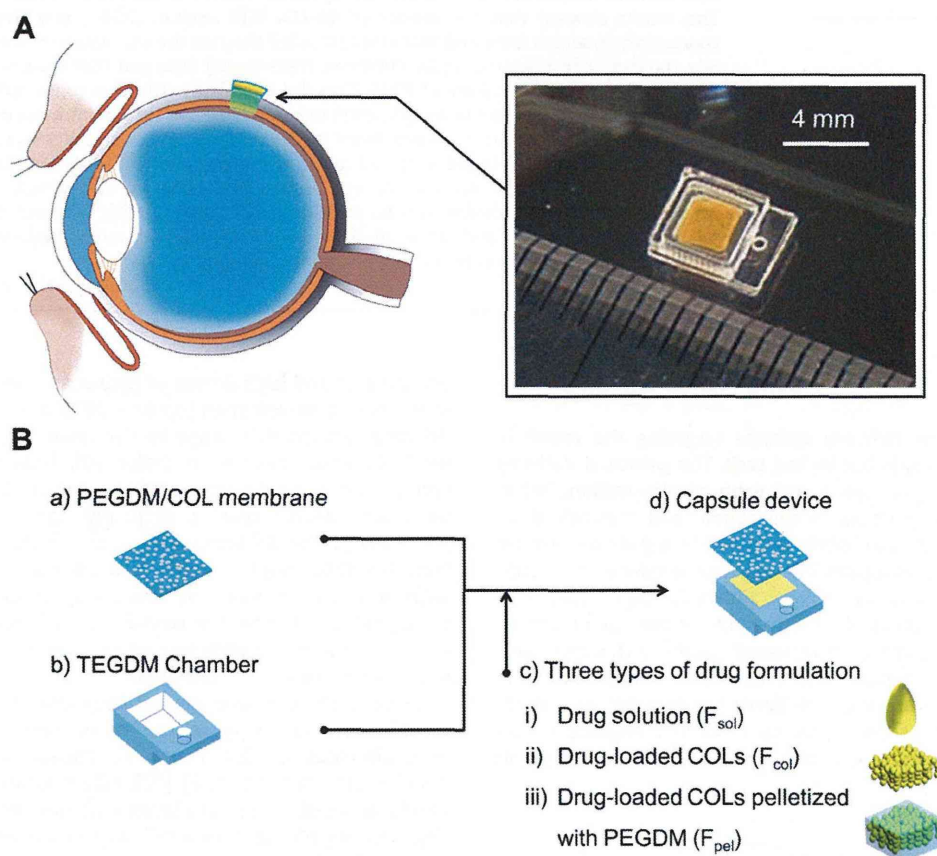 A
4 mm
B
a) PEGDM/COL membrane
b) TEGDM Chamber
d) Capsule device
c) Three types of drug formulation
i) Drug solution (Fsol)
ii) Drug-loaded COLs (Fcol)
iii) Drug-loaded COLs pelletized
with PEGDM (Fpel)